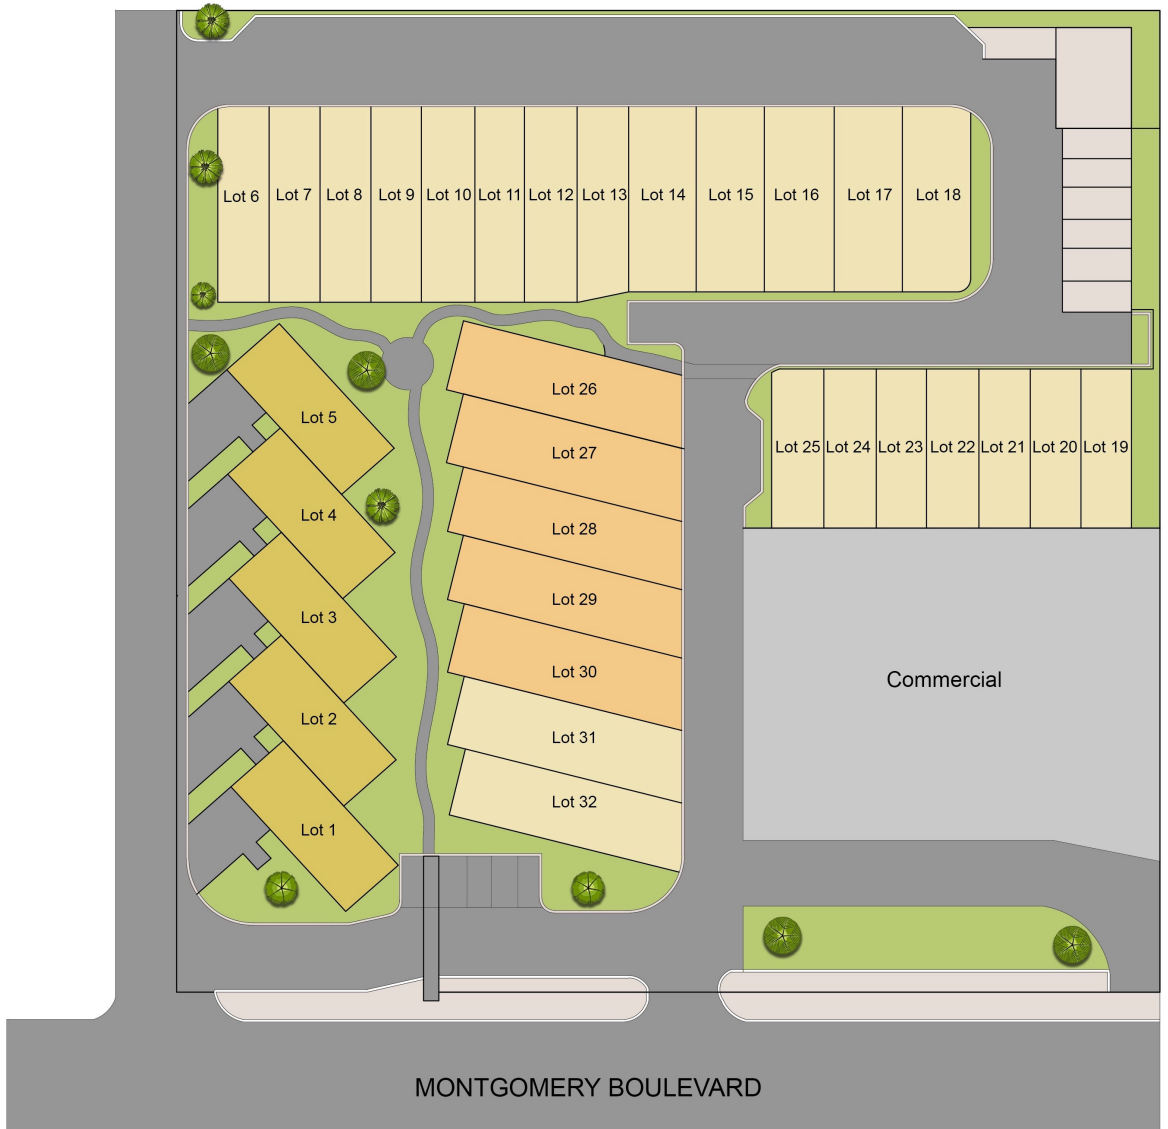 Lot 6
Lot 7
Lot 8
Lot 9
Lot 10
Lot 11
Lot 12
Lot 13
Lot 14
Lot 15
Lot 16
Lot 17
Lot 18
Lot 26
Lot 5
Lot 27
Lot 25
Lot 24
Lot 23
Lot 22
Lot 21
Lot 20
Lot 19
Lot 4
Lot 28
Lot 3
Lot 29
Lot 30
Commercial
Lot 2
Lot 31
Lot 32
Lot 1
MONTGOMERY BOULEVARD